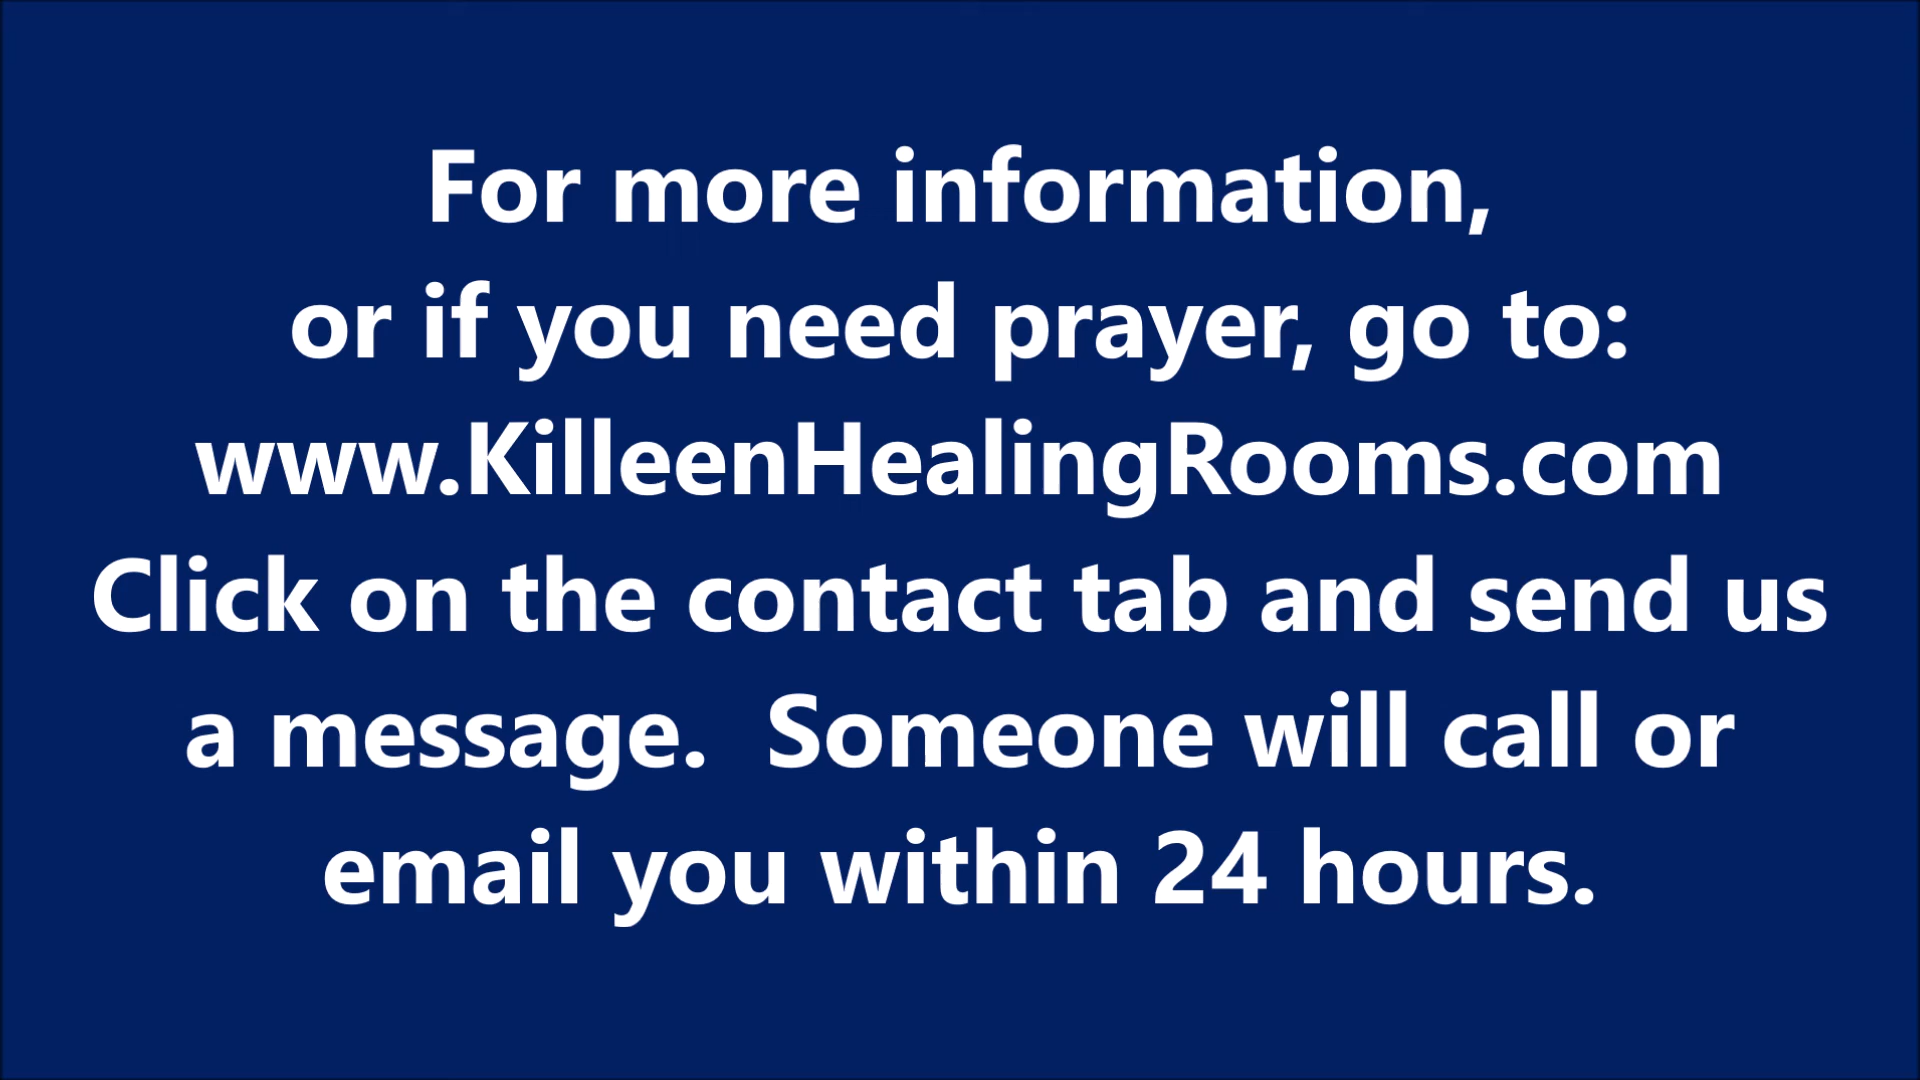 For more information,
or if you need prayer, go to:
www.KilleenHealingRooms.com
Click on the contact tab and send us
a message.  Someone will call or
email you within 24 hours.